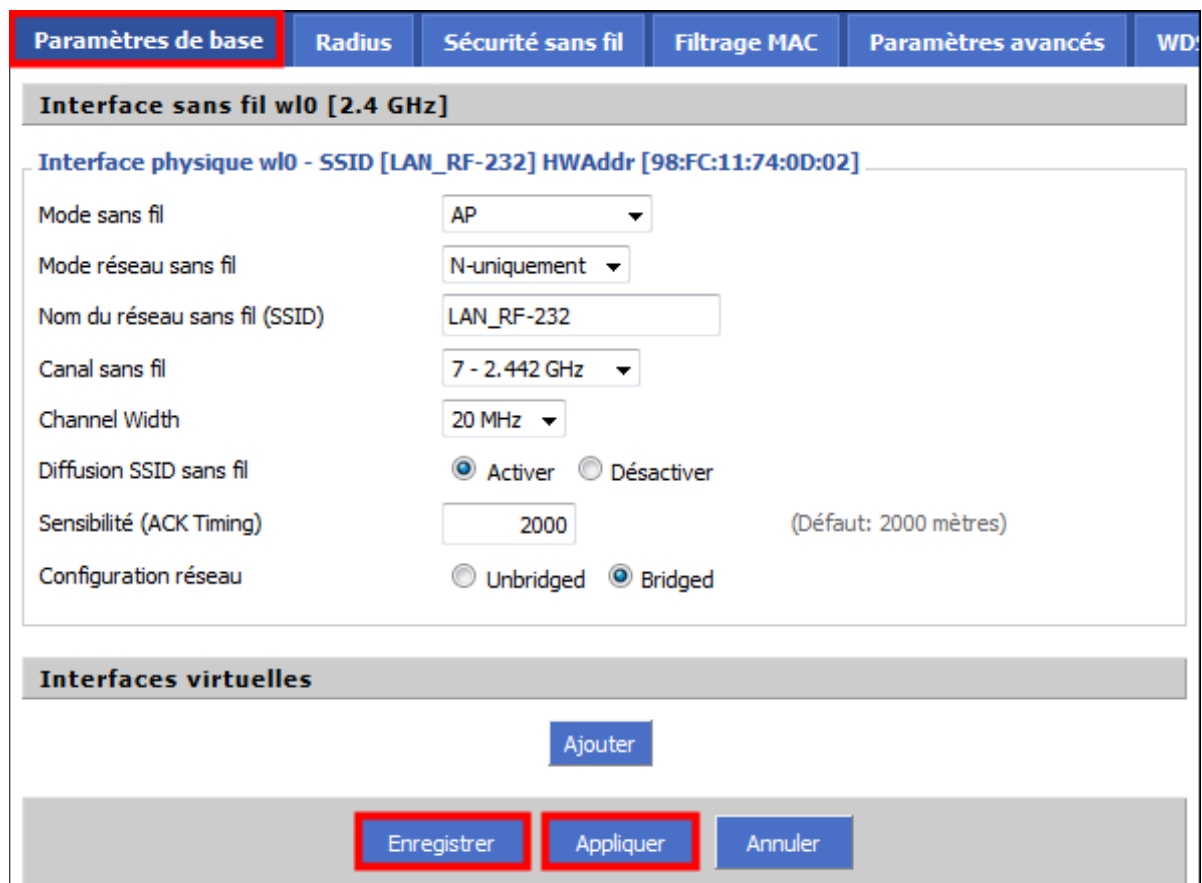 Paramètres de base Radius Sécurité sans fil Filtrage MAC Paramètres avancés WDS
Interface sans fil wl0 [2.4 GHz]
Interface physique wl0 - SSID [LAN_RF-232] HWAddr [98:FC:11:74:0D:02]
Mode sans fil AP
Mode réseau sans fil N-uniquement
Nom du réseau sans fil (SSID) LAN_RF-232
Canal sans fil 7 - 2.442 GHz
Channel Width 20 MHz
Diffusion SSID sans fil Activer Désactiver
Sensibilité (ACK Timing) 2000 (Défaut: 2000 mètres)
Configuration réseau Unbridged Bridged
Interfaces virtuelles
Ajouter
Enregistrer Appliquer Annuler